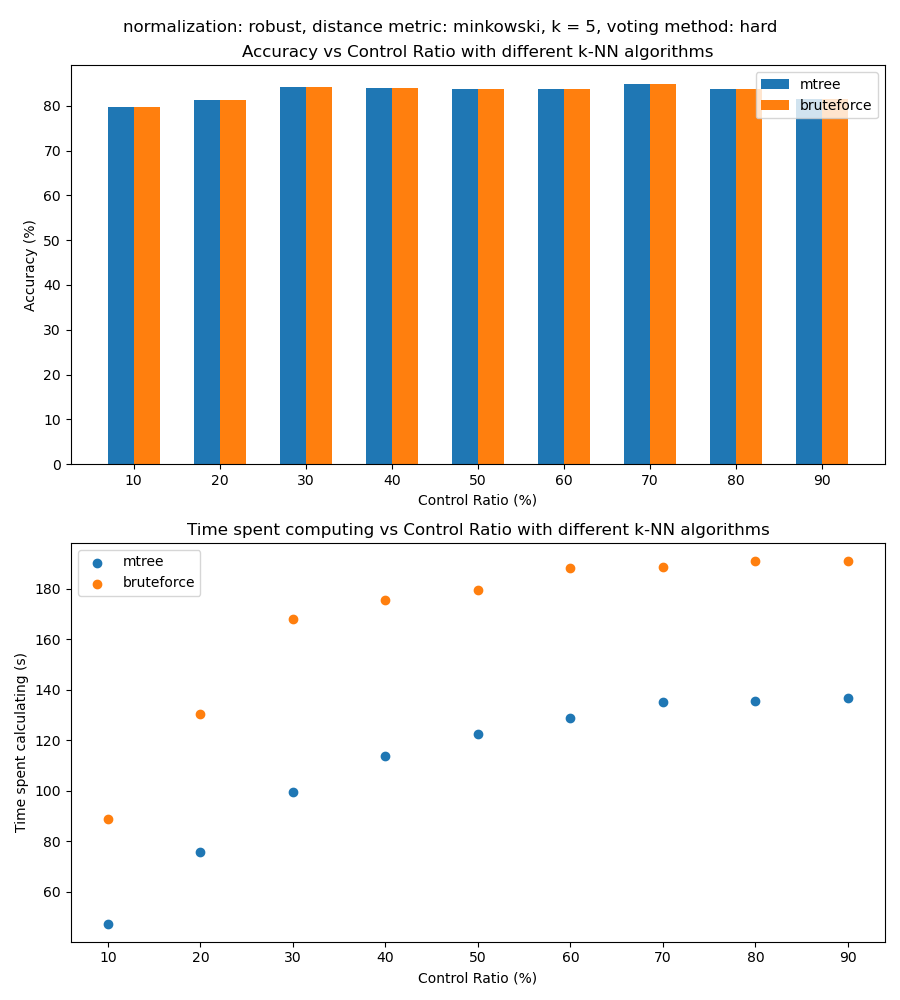 normalization: robust, distance metric: minkowski, k = 5, voting method: hard
Accuracy vs Control Ratio with different k-NN algorithms
mtree
bruteforce
Accuracy (%)
80
70
60
50
40
30
20
10
0
10 20 30 40 50 60 70 80 90
Control Ratio (%)
Time spent computing vs Control Ratio with different k-NN algorithms
mtree
bruteforce
Time spent calculating (s)
180
160
140
120
100
80
60
10 20 30 40 50 60 70 80 90
Control Ratio (%)